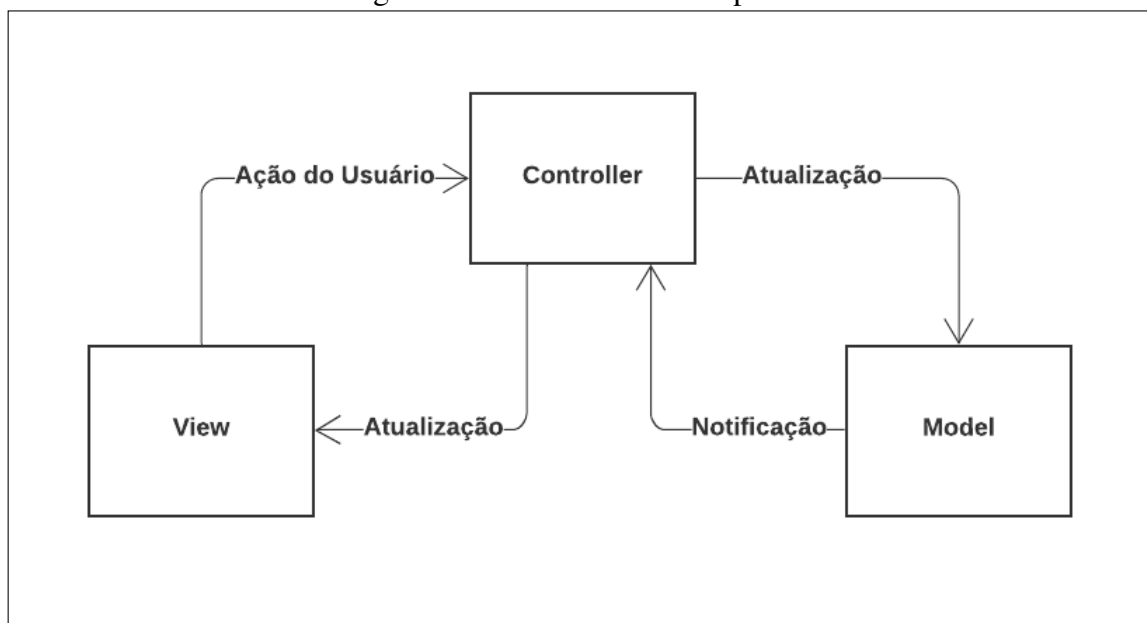 Ação do Usuário
Controller
Atualização
View
Atualização
Notificação
Model